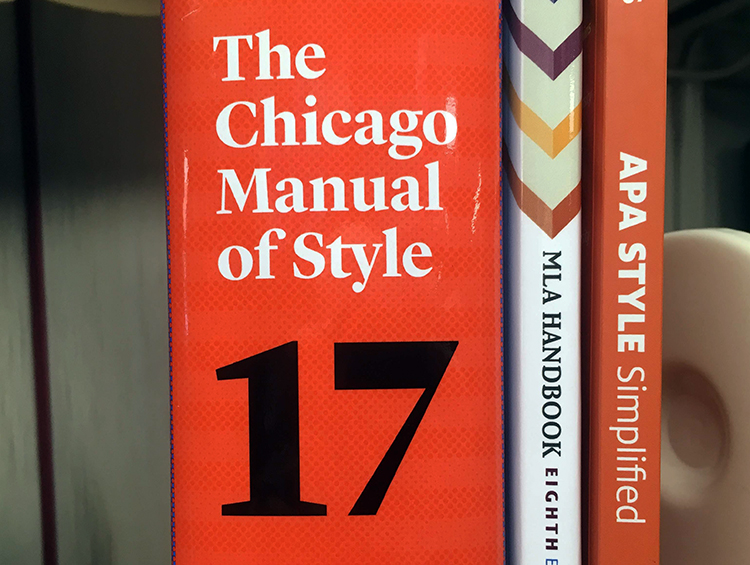 The
Chicago
Manual
of Style
17
MLA HANDBOOK EIGHTH
APA STYLE Simplified